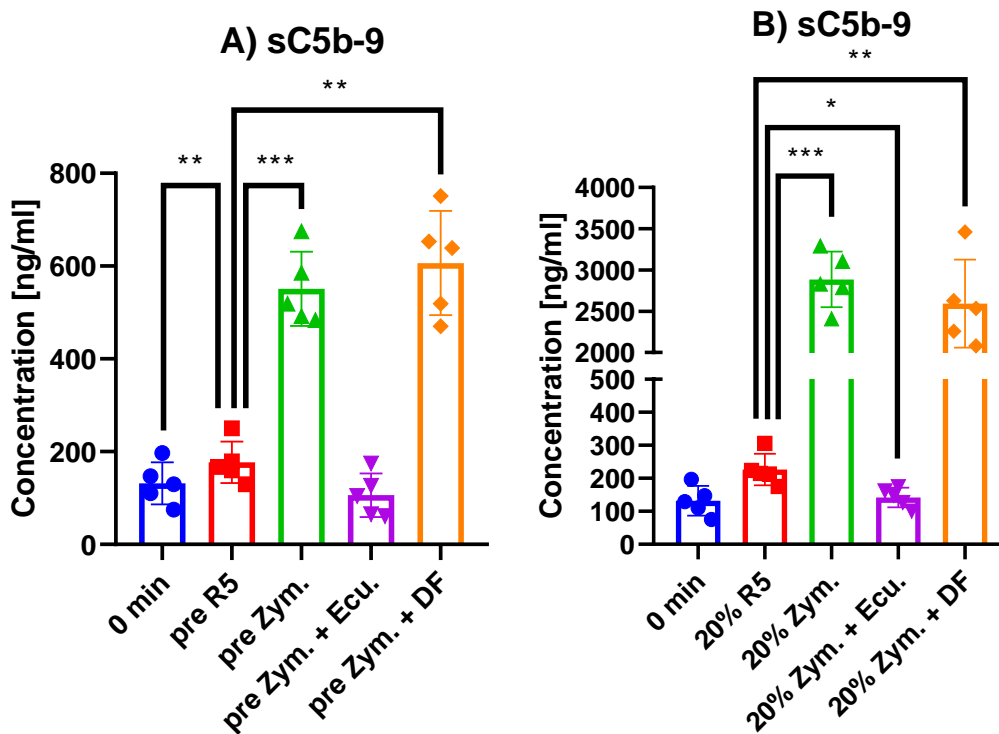 A) sC5b-9
Concentration [ng/ml]
800
600
400
200
0
**
***
**
0 min
pre R5
pre Zym.
pre Zym. + Ecu.
pre Zym. + DF
B) sC5b-9
Concentration [ng/ml]
4000
3500
3000
2500
2000
500
400
300
200
100
0
**
*
***
0 min
20% R5
20% Zym.
20% Zym. + Ecu.
20% Zym. + DF